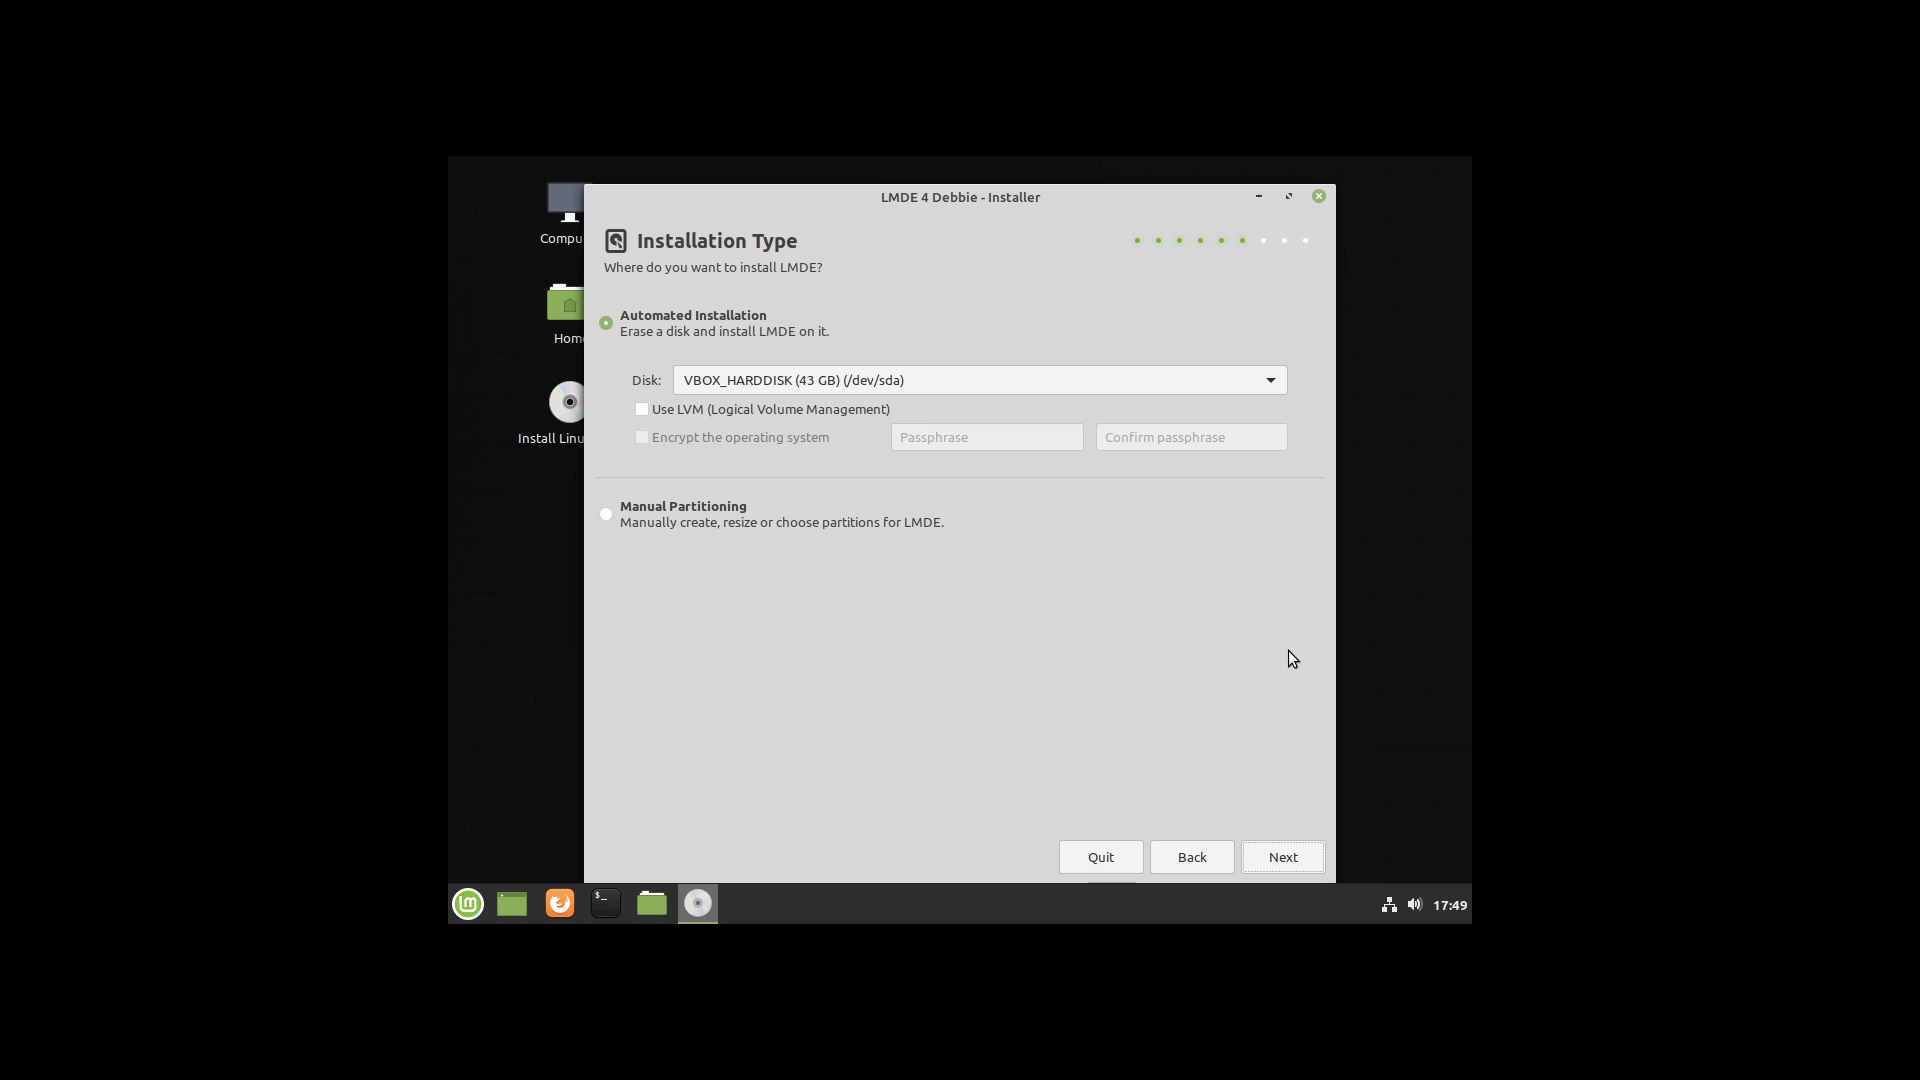 LMDE 4 Debbie - Installer
Compu
Installation Type
Where do you want to install LMDE?
Home
Automated Installation
Erase a disk and install LMDE on it.
Disk: VBOX_HARDDISK (43 GB) (/dev/sda)
Use LVM (Logical Volume Management)
Install Linu
Encrypt the operating system Passphrase Confirm passphrase
Manual Partitioning
Manually create, resize or choose partitions for LMDE.
Quit Back Next
lm $_ 17:49